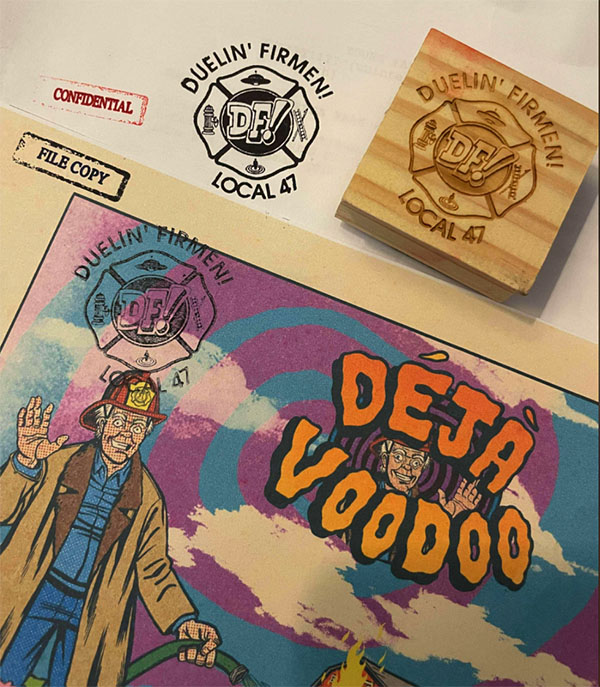 DUELIN' FIRMEN!
DF!
LOCAL 47
CONFIDENTIAL
FILE COPY
DUELIN' FIRMEN!
DF!
LOCAL 47
DUELIN' FIRMEN!
DF!
LOCAL 47
DÉJÀ
VOODOO